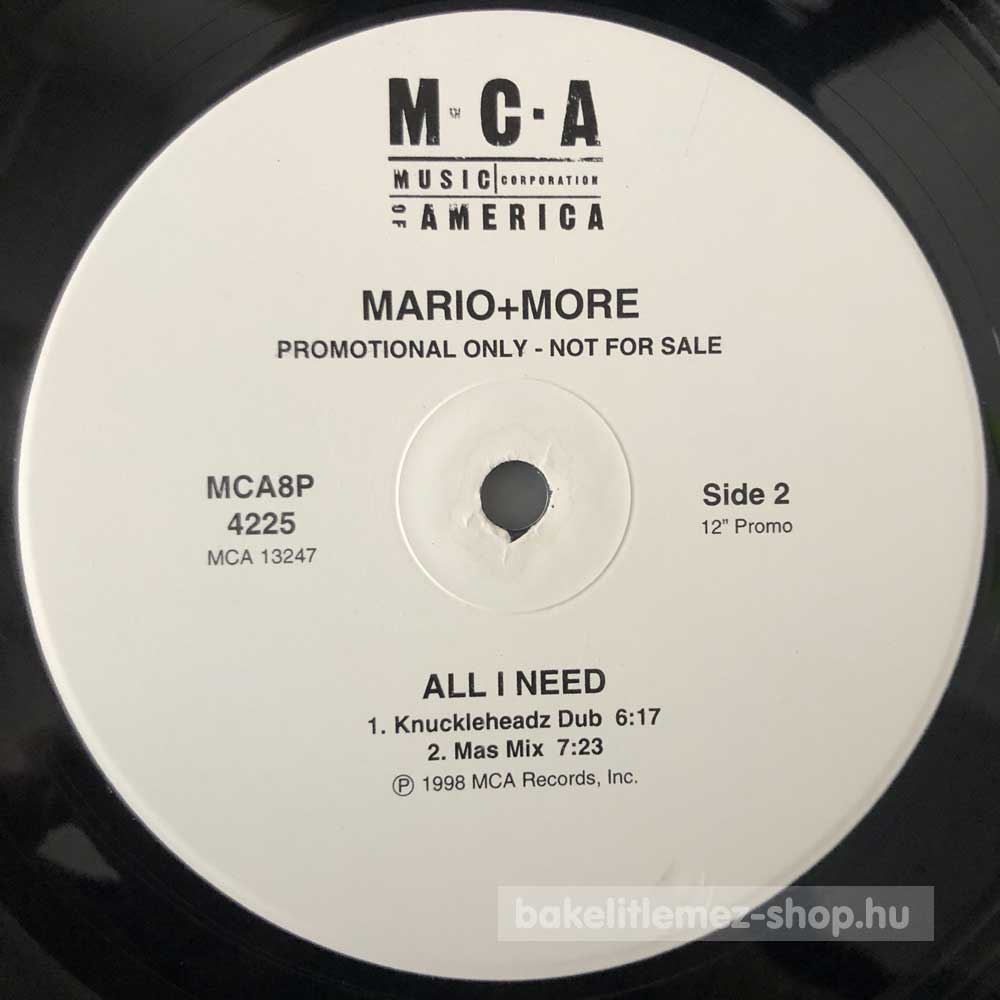 M·C·A
MUSIC CORPORATION
OF AMERICA
MARIO+MORE
PROMOTIONAL ONLY - NOT FOR SALE
MCA8P
4225
MCA 13247
Side 2
12” Promo
ALL I NEED
1. Knuckleheadz Dub 6:17
2. Mas Mix 7:23
℗ 1998 MCA Records, Inc.
bakelitlemez-shop.hu